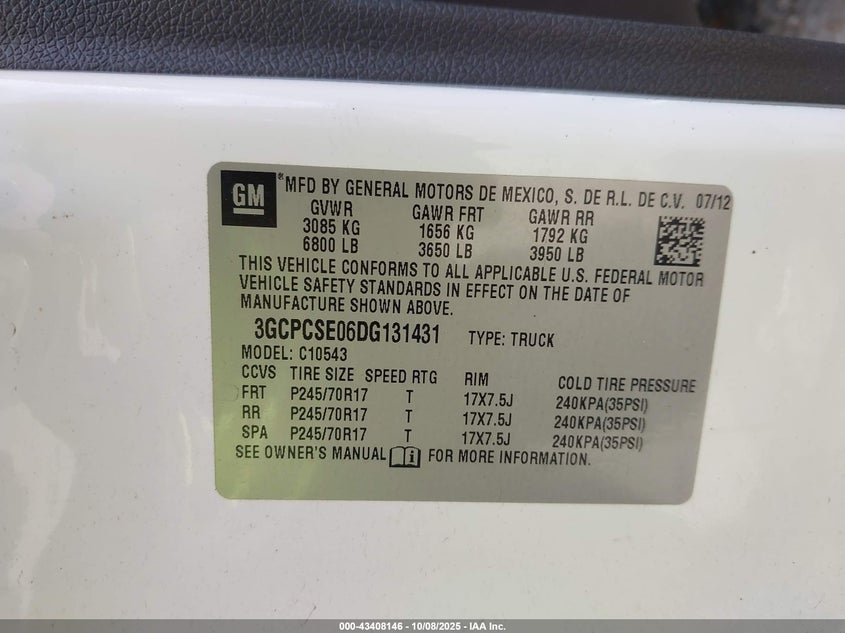 GM
®MFD BY GENERAL MOTORS DE MEXICO, S. DE R.L. DE C.V. 07/12
GVWR GAWR FRT GAWR RR
3085 KG 1656 KG 1792 KG
6800 LB 3650 LB 3950 LB
THIS VEHICLE CONFORMS TO ALL APPLICABLE U.S. FEDERAL MOTOR
VEHICLE SAFETY STANDARDS IN EFFECT ON THE DATE OF
MANUFACTURE SHOWN ABOVE.
3GCPCSE06DG131431 TYPE: TRUCK
MODEL: C10543
CCVS TIRE SIZE SPEED RTG RIM COLD TIRE PRESSURE
FRT P245/70R17 T 17X7.5J 240KPA(35PSI)
RR P245/70R17 T 17X7.5J 240KPA(35PSI)
SPA P245/70R17 T 17X7.5J 240KPA(35PSI)
SEE OWNER'S MANUAL FOR MORE INFORMATION.
000-43408146 - 10/08/2025 - IAA Inc.